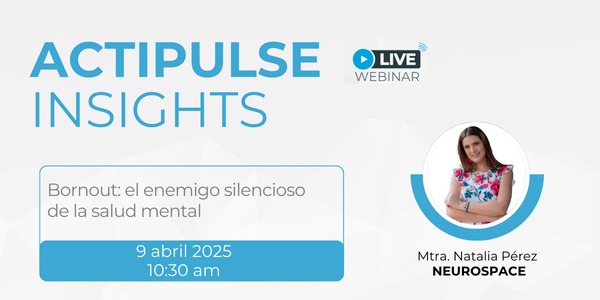 ACTIPULSE
INSIGHTS
LIVE
WEBINAR
Bornout: el enemigo silencioso
de la salud mental
9 abril 2025
10:30 am
Mtra. Natalia Pérez
NEUROSPACE